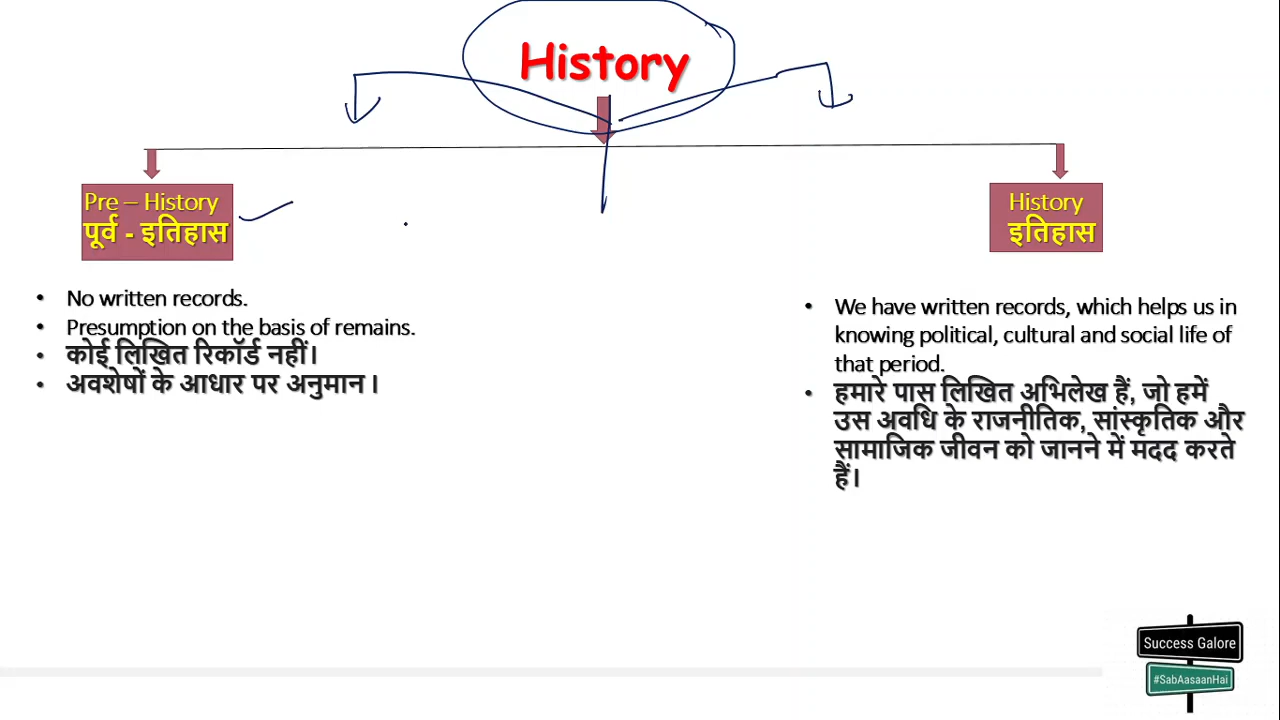 History
Pre – History
पूर्व - इतिहास
• No written records.
• Presumption on the basis of remains.
• कोई लिखित रिकॉर्ड नहीं।
• अवशेषों के आधार पर अनुमान ।
History
इतिहास
• We have written records, which helps us in
knowing political, cultural and social life of
that period.
• हमारे पास लिखित अभिलेख हैं, जो हमें
उस अवधि के राजनीतिक, सांस्कृतिक और
सामाजिक जीवन को जानने में मदद करते
हैं।
Success Galore
#SabAasaanHai